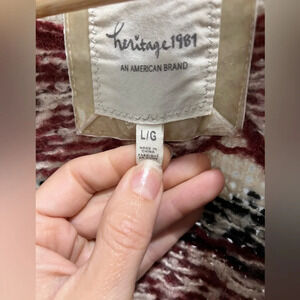 heritage 1981
AN AMERICAN BRAND
L/G
MADE IN
CHINA